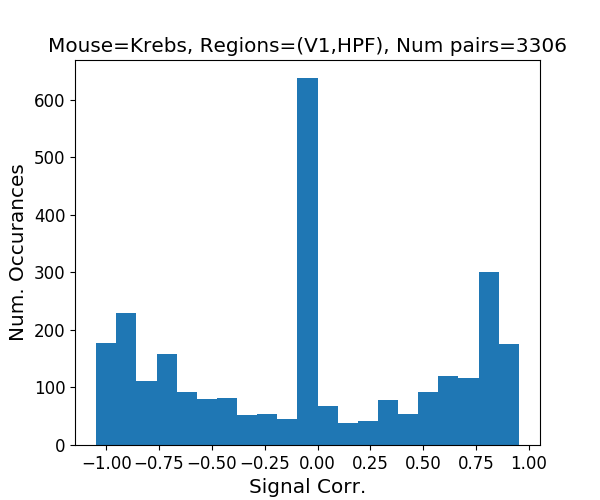 Mouse=Krebs, Regions=(V1,HPF), Num pairs=3306
Num. Occurances
600
500
400
300
200
100
0
−1.00 −0.75 −0.50 −0.25 0.00 0.25 0.50 0.75 1.00
Signal Corr.